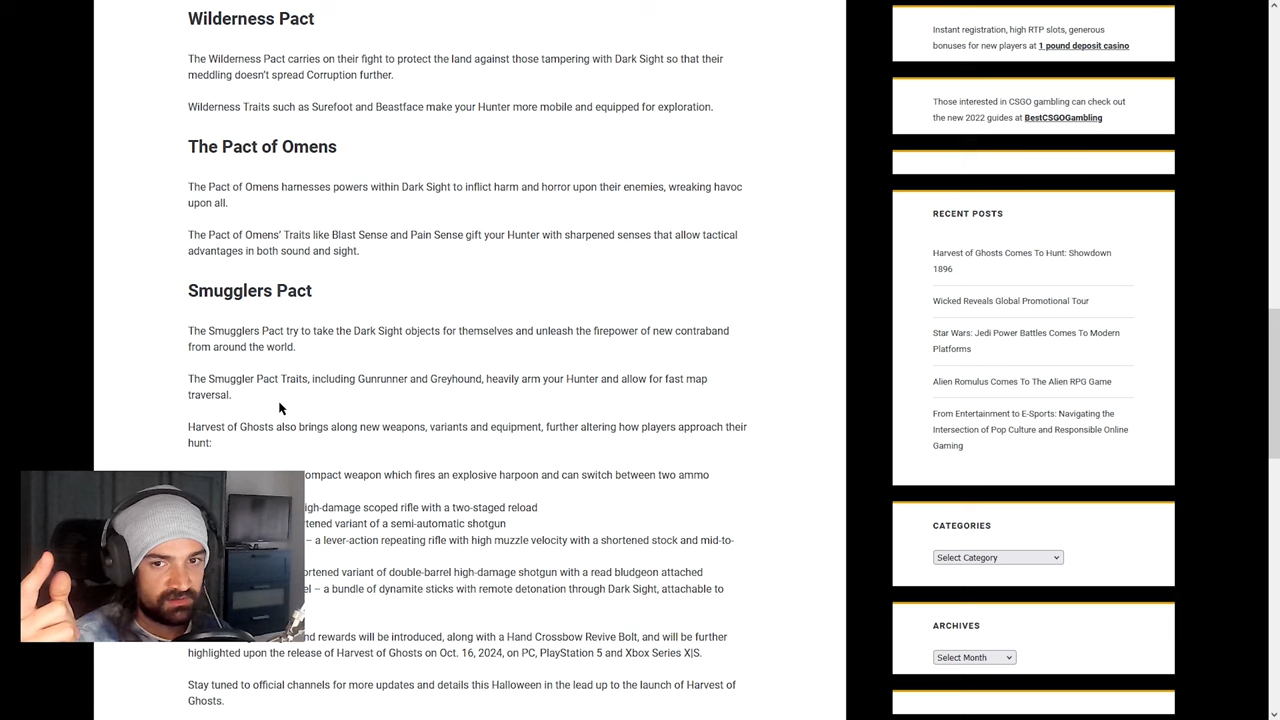 Wilderness Pact
The Wilderness Pact carries on their fight to protect the land against those tampering with Dark Sight so that their
meddling doesn't spread Corruption further.
Wilderness Traits such as Surefoot and Beastface make your Hunter more mobile and equipped for exploration.
The Pact of Omens
The Pact of Omens harnesses powers within Dark Sight to inflict harm and horror upon their enemies, wreaking havoc
upon all.
The Pact of Omens' Traits like Blast Sense and Pain Sense gift your Hunter with sharpened senses that allow tactical
advantages in both sound and sight.
Smugglers Pact
The Smugglers Pact try to take the Dark Sight objects for themselves and unleash the firepower of new contraband
from around the world.
The Smuggler Pact Traits, including Gunrunner and Greyhound, heavily arm your Hunter and allow for fast map
traversal.
Harvest of Ghosts also brings along new weapons, variants and equipment, further altering how players approach their
hunt:
ompact weapon which fires an explosive harpoon and can switch between two ammo
igh-damage scoped rifle with a two-staged reload
tened variant of a semi-automatic shotgun
– a lever-action repeating rifle with high muzzle velocity with a shortened stock and mid-to-
ortened variant of double-barrel high-damage shotgun with a read bludgeon attached
el – a bundle of dynamite sticks with remote detonation through Dark Sight, attachable to
nd rewards will be introduced, along with a Hand Crossbow Revive Bolt, and will be further
highlighted upon the release of Harvest of Ghosts on Oct. 16, 2024, on PC, PlayStation 5 and Xbox Series X|S.
Stay tuned to official channels for more updates and details this Halloween in the lead up to the launch of Harvest of
Ghosts.
Instant registration, high RTP slots, generous
bonuses for new players at 1 pound deposit casino
Those interested in CSGO gambling can check out
the new 2022 guides at BestCSGOGambling
RECENT POSTS
Harvest of Ghosts Comes To Hunt: Showdown
1896
Wicked Reveals Global Promotional Tour
Star Wars: Jedi Power Battles Comes To Modern
Platforms
Alien Romulus Comes To The Alien RPG Game
From Entertainment to E-Sports: Navigating the
Intersection of Pop Culture and Responsible Online
Gaming
CATEGORIES
Select Category
ARCHIVES
Select Month